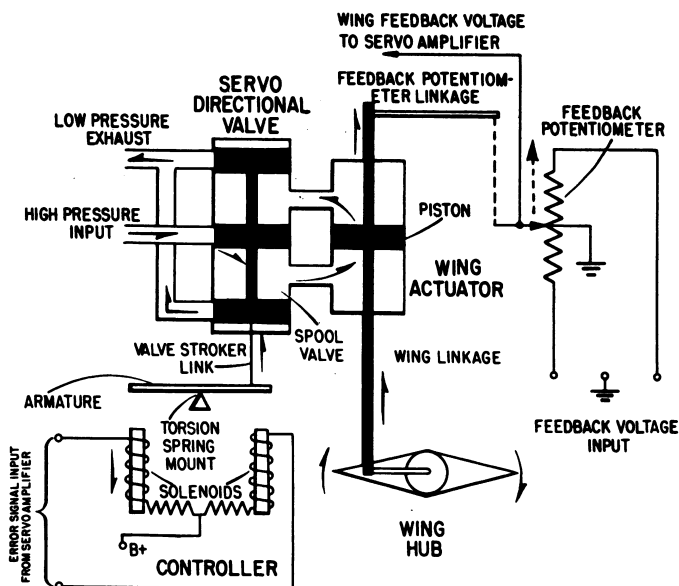 WING FEEDBACK VOLTAGE
TO SERVO AMPLIFIER
SERVO
DIRECTIONAL
VALVE
FEEDBACK POTENTIOM-
ETER LINKAGE
FEEDBACK
POTENTIOMETER
LOW PRESSURE
EXHAUST
HIGH PRESSURE
INPUT
PISTON
WING
ACTUATOR
SPOOL
VALVE
VALVE STROKER
LINK
WING LINKAGE
ARMATURE
TORSION
SPRING
MOUNT
FEEDBACK VOLTAGE
INPUT
SOLENOIDS
ERROR SIGNAL INPUT
FROM SERVO AMPLIFIER
B+
CONTROLLER
WING
HUB